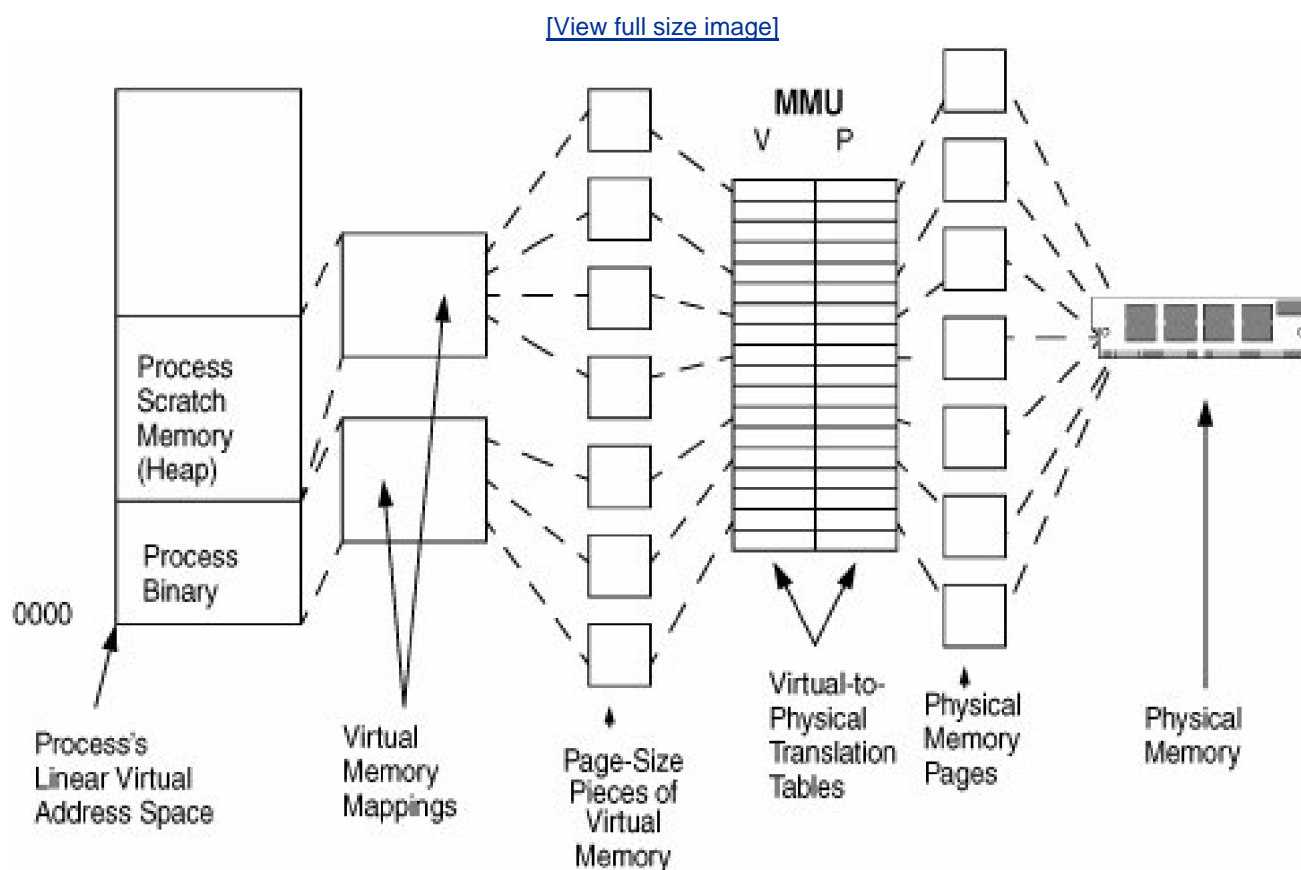 [View full size image]
MMU
V P
Process
Scratch
Memory
(Heap)
Process
Binary
0000
Process's
Linear Virtual
Address Space
Virtual
Memory
Mappings
Page-Size
Pieces of
Virtual
Memory
Virtual-to-
Physical
Translation
Tables
Physical
Memory
Pages
Physical
Memory